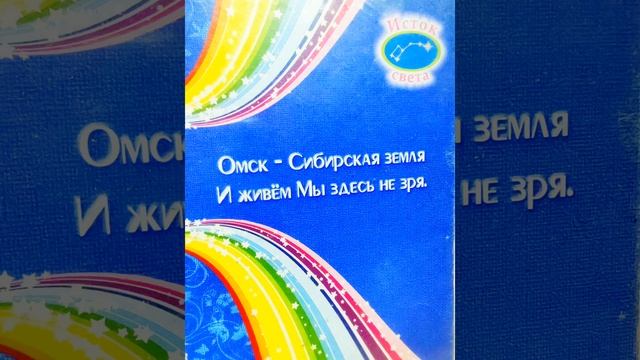 Исток
света
Омск - Сибирская земля
И живём Мы здесь не зря.